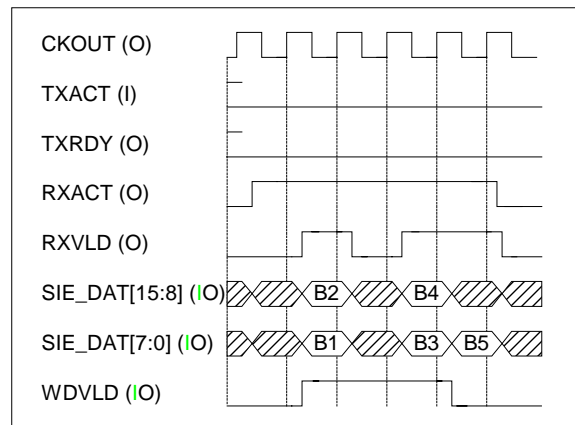 CKOUT (O)
TXACT (I)
TXRDY (O)
RXACT (O)
RXVLD (O)
SIE_DAT[15:8] (IO) B2 B4
SIE_DAT[7:0] (IO) B1 B3 B5
WDVLD (IO)